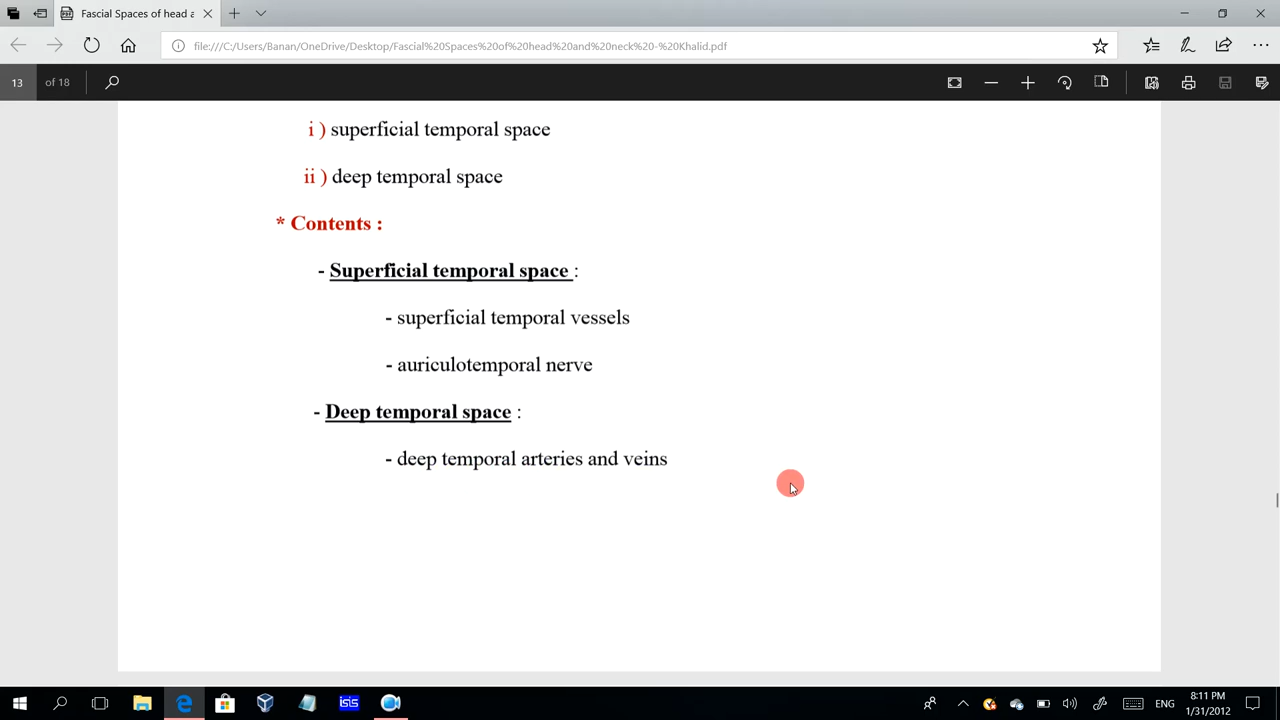 Fascial Spaces of head a
file:///C:/Users/Banan/OneDrive/Desktop/Fascial%20Spaces%20of%20head%20and%20neck%20-%20Khalid.pdf
13 of 18
i ) superficial temporal space
ii ) deep temporal space
* Contents :
- Superficial temporal space :
- superficial temporal vessels
- auriculotemporal nerve
- Deep temporal space :
- deep temporal arteries and veins
isis
ENG
8:11 PM
1/31/2012